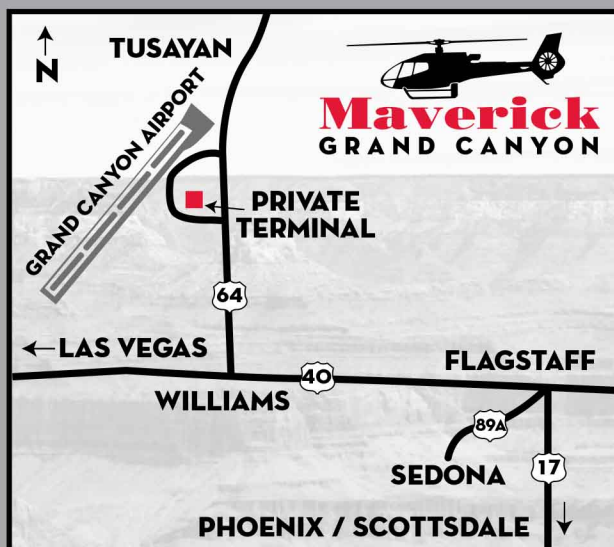 N
TUSAYAN
Maverick
GRAND CANYON
GRAND CANYON AIRPORT
PRIVATE
TERMINAL
64
LAS VEGAS
FLAGSTAFF
40
WILLIAMS
89A
SEDONA
17
PHOENIX / SCOTTSDALE